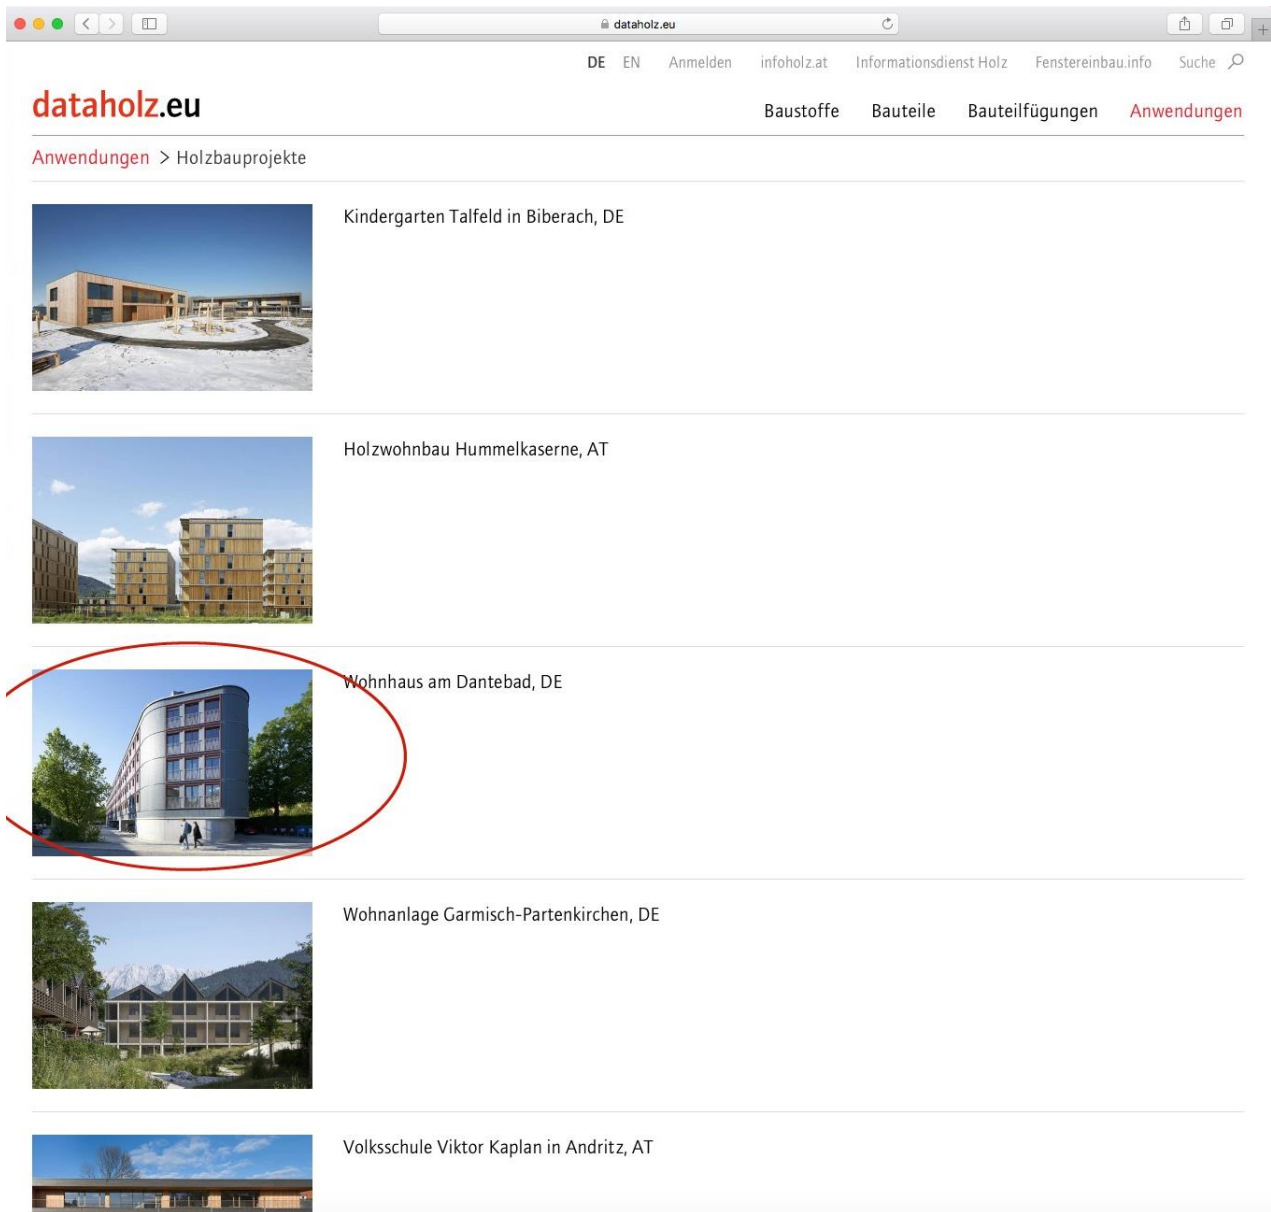 dataholz.eu
DE EN Anmelden infoholz.at Informationsdienst Holz Fenstereinbau.info Suche
dataholz.eu
Baustoffe Bauteile Bauteilfügungen Anwendungen
Anwendungen > Holzbauprojekte
Kindergarten Talfeld in Biberach, DE
Holzwohnbau Hummelkaserne, AT
Wohnhaus am Dantebad, DE
Wohnanlage Garmisch-Partenkirchen, DE
Volksschule Viktor Kaplan in Andritz, AT